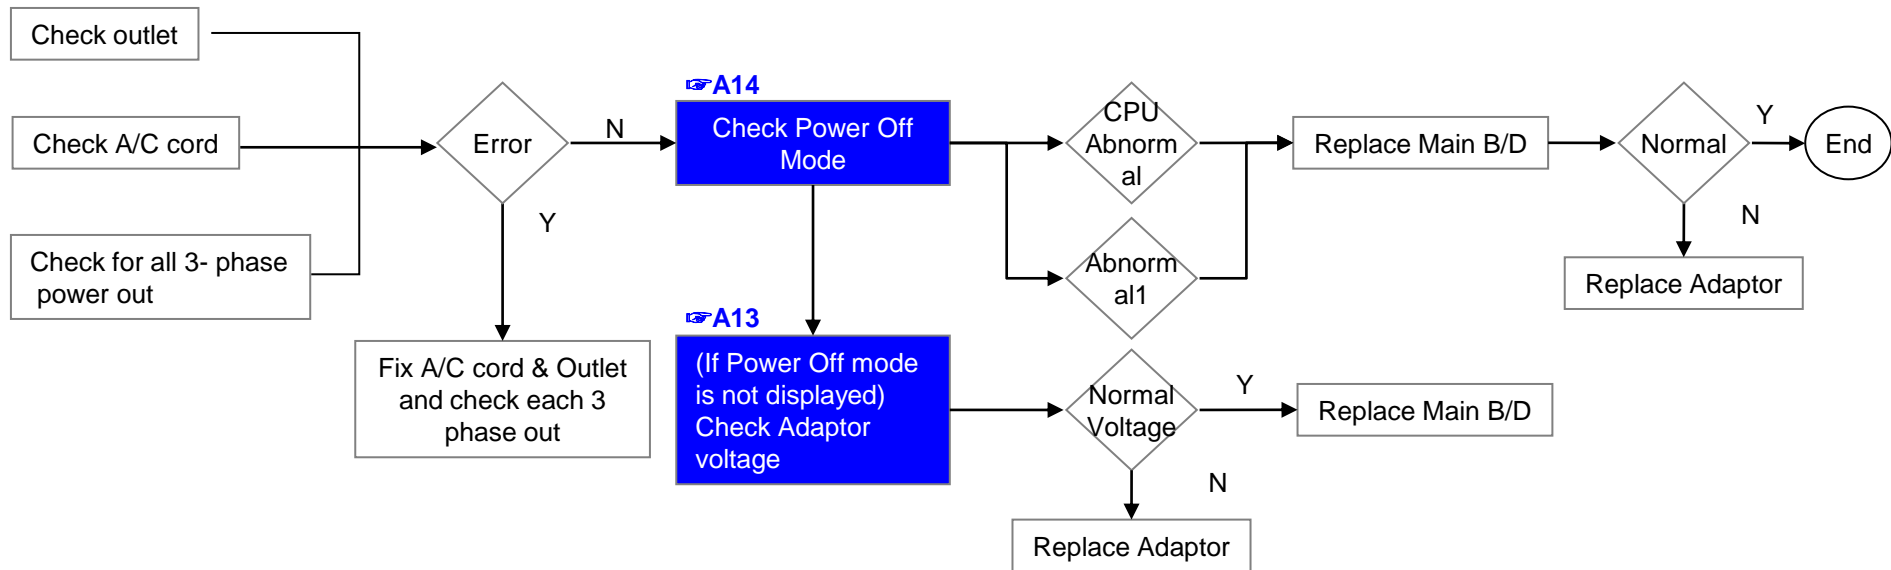 Check outlet
Check A/C cord
Check for all 3- phase
power out
Error
N
Y
Fix A/C cord & Outlet
and check each 3
phase out
☞A14
Check Power Off
Mode
☞A13
(If Power Off mode
is not displayed)
Check Adaptor
voltage
CPU
Abnorm
al
Abnorm
al1
Replace Main B/D
Normal
Y
End
N
Replace Adaptor
Normal
Voltage
Y
Replace Main B/D
N
Replace Adaptor